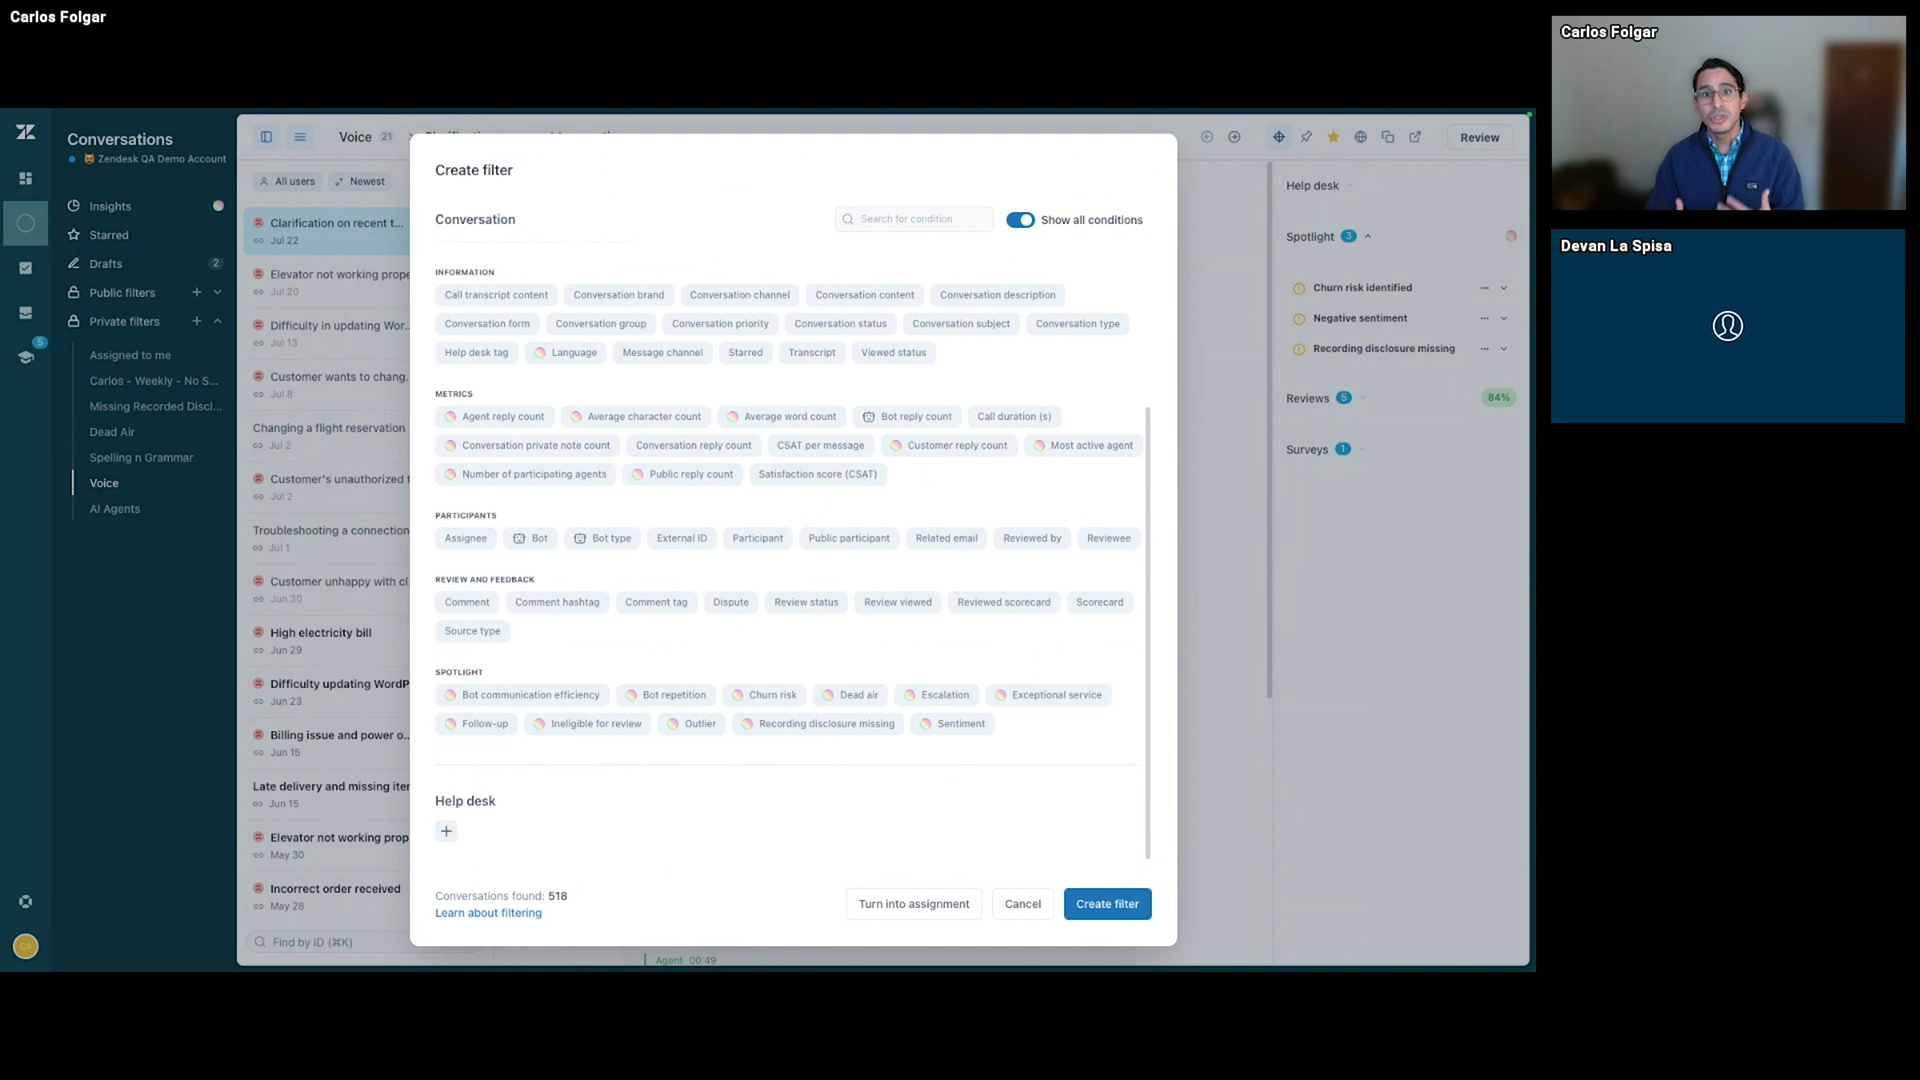 Carlos Folgar
Carlos Folgar
Devan La Spisa
Conversations
Zendesk QA Demo Account
Insights
Starred
Drafts 2
Public filters
Private filters
5
Assigned to me
Carlos - Weekly - No S...
Missing Recorded Discl...
Dead Air
Spelling n Grammar
Voice
AI Agents
CA
Voice 21
All users Newest
Clarification on recent t...
Jul 22
Elevator not working prope
Jul 20
Difficulty in updating Wor...
Jul 13
Customer wants to chang.
Jul 8
Changing a flight reservation
Jul 2
Customer's unauthorized t
Jul 2
Troubleshooting a connection
Jul 1
Customer unhappy with cl
Jun 30
High electricity bill
Jun 29
Difficulty updating WordP
Jun 23
Billing issue and power o...
Jun 15
Late delivery and missing iter
Jun 15
Elevator not working prop
May 30
Incorrect order received
May 28
Find by ID (⌘K)
Create filter
Conversation
Search for condition
Show all conditions
INFORMATION
Call transcript content Conversation brand Conversation channel Conversation content Conversation description
Conversation form Conversation group Conversation priority Conversation status Conversation subject Conversation type
Help desk tag Language Message channel Starred Transcript Viewed status
METRICS
Agent reply count Average character count Average word count Bot reply count Call duration (s)
Conversation private note count Conversation reply count CSAT per message Customer reply count Most active agent
Number of participating agents Public reply count Satisfaction score (CSAT)
PARTICIPANTS
Assignee Bot Bot type External ID Participant Public participant Related email Reviewed by Reviewee
REVIEW AND FEEDBACK
Comment Comment hashtag Comment tag Dispute Review status Review viewed Reviewed scorecard Scorecard
Source type
SPOTLIGHT
Bot communication efficiency Bot repetition Churn risk Dead air Escalation Exceptional service
Follow-up Ineligible for review Outlier Recording disclosure missing Sentiment
Help desk
Conversations found: 518
Learn about filtering
Turn into assignment Cancel Create filter
Agent 00:49
Review
Help desk
Spotlight 3
Churn risk identified
Negative sentiment
Recording disclosure missing
Reviews 5 84%
Surveys 1